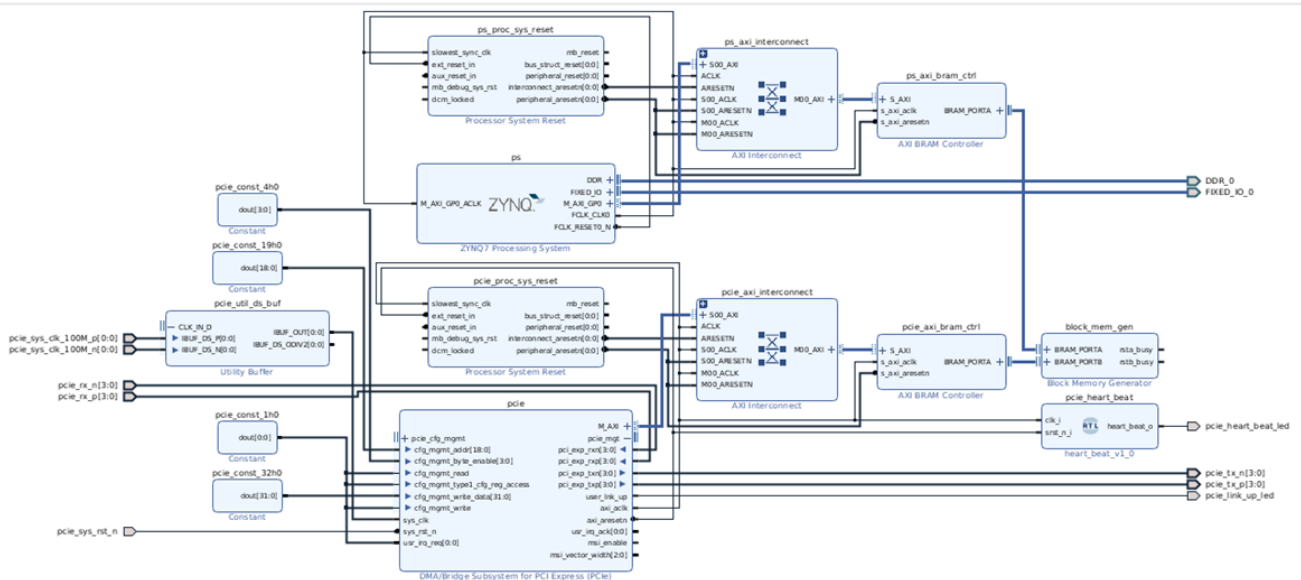 ps_proc_sys_reset
slowest_sync_clk
ext_reset_in
aux_reset_in
mb_debug_sys_rst
dcm_locked
mb_reset
bus_struct_reset[0:0]
peripheral_reset[0:0]
interconnect_aresetn[0:0]
peripheral_aresetn[0:0]
Processor System Reset
ps_axi_interconnect
S00_AXI
ACLK
ARESETN
S00_ACLK
S00_ARESETN
M00_ACLK
M00_ARESETN
M00_AXI
AXI Interconnect
ps_axi_bram_ctrl
S_AXI
s_axi_aclk
s_axi_aresetn
BRAM_PORTA
AXI BRAM Controller
ps
M_AXI_GP0_ACLK
ZYNQ
DDR
FIXED_IO
M_AXI_GP0
FCLK_CLK0
FCLK_RESET0_N
ZYNQ7 Processing System
DDR_0
FIXED_IO_0
pcie_const_4h0
dout[3:0]
Constant
pcie_const_19h0
dout[18:0]
Constant
pcie_util_ds_buf
CLK_IN_D
IBUF_DS_P[0:0]
IBUF_DS_N[0:0]
IBUF_OUT[0:0]
IBUF_DS_ODIV2[0:0]
Utility Buffer
pcie_sys_clk_100M_p[0:0]
pcie_sys_clk_100M_n[0:0]
pcie_rx_n[3:0]
pcie_rx_p[3:0]
pcie_proc_sys_reset
slowest_sync_clk
ext_reset_in
aux_reset_in
mb_debug_sys_rst
dcm_locked
mb_reset
bus_struct_reset[0:0]
peripheral_reset[0:0]
interconnect_aresetn[0:0]
peripheral_aresetn[0:0]
Processor System Reset
pcie_axi_interconnect
S00_AXI
ACLK
ARESETN
S00_ACLK
S00_ARESETN
M00_ACLK
M00_ARESETN
M00_AXI
AXI Interconnect
pcie_axi_bram_ctrl
S_AXI
s_axi_aclk
s_axi_aresetn
BRAM_PORTA
AXI BRAM Controller
block_mem_gen
BRAM_PORTA
BRAM_PORTB
rsta_busy
rstb_busy
Block Memory Generator
pcie_heart_beat
clk_i
srst_n_i
RTL
heart_beat_o
heart_beat_v1_0
pcie_heart_beat_led
pcie_const_1h0
dout[0:0]
Constant
pcie_const_32h0
dout[31:0]
Constant
pcie_sys_rst_n
pcie
pcie_cfg_mgmt
cfg_mgmt_addr[18:0]
cfg_mgmt_byte_enable[3:0]
cfg_mgmt_read
cfg_mgmt_type1_cfg_reg_access
cfg_mgmt_write_data[31:0]
cfg_mgmt_write
sys_clk
sys_rst_n
usr_irq_req[0:0]
M_AXI
pcie_mgt
pci_exp_rxn[3:0]
pci_exp_rxp[3:0]
pci_exp_txn[3:0]
pci_exp_txp[3:0]
user_lnk_up
axi_aclk
axi_aresetn
usr_irq_ack[0:0]
msi_enable
msi_vector_width[2:0]
DMA/Bridge Subsystem for PCI Express (PCIe)
pcie_tx_n[3:0]
pcie_tx_p[3:0]
pcie_link_up_led